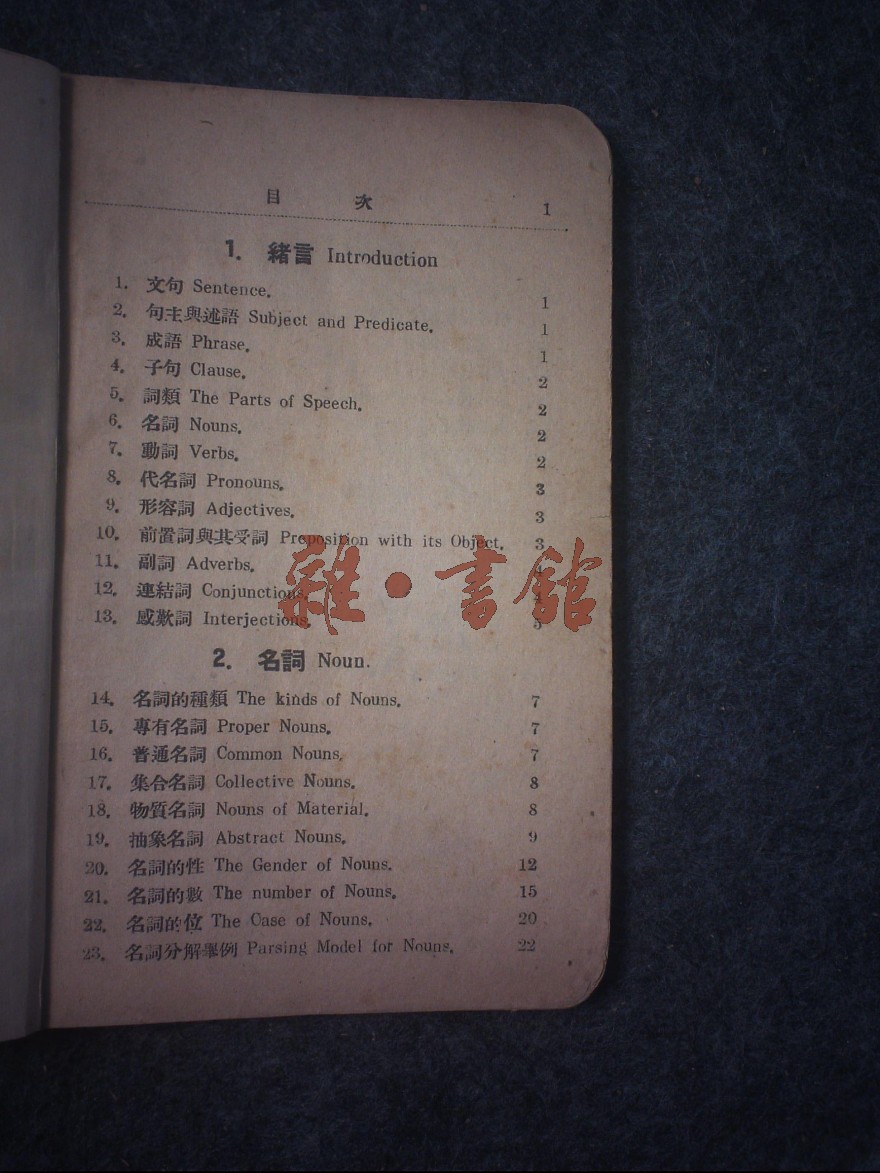 目 次 1
1. 緒言 Introduction
1. 文句 Sentence. 1
2. 句主與述語 Subject and Predicate. 1
3. 成語 Phrase. 1
4. 子句 Clause. 2
5. 詞類 The Parts of Speech. 2
6. 名詞 Nouns. 2
7. 動詞 Verbs. 2
8. 代名詞 Pronouns. 3
9. 形容詞 Adjectives. 3
10. 前置詞與其受詞 Preposition with its Object. 3
11. 副詞 Adverbs. 4
12. 連結詞 Conjunctions. 4
13. 感歎詞 Interjections. 5
雜·書館
2. 名詞 Noun.
14. 名詞的種類 The kinds of Nouns. 7
15. 專有名詞 Proper Nouns. 7
16. 普通名詞 Common Nouns. 7
17. 集合名詞 Collective Nouns. 8
18. 物質名詞 Nouns of Material. 8
19. 抽象名詞 Abstract Nouns. 9
20. 名詞的性 The Gender of Nouns. 12
21. 名詞的數 The number of Nouns. 15
22. 名詞的位 The Case of Nouns. 20
23. 名詞分解舉例 Parsing Model for Nouns. 22